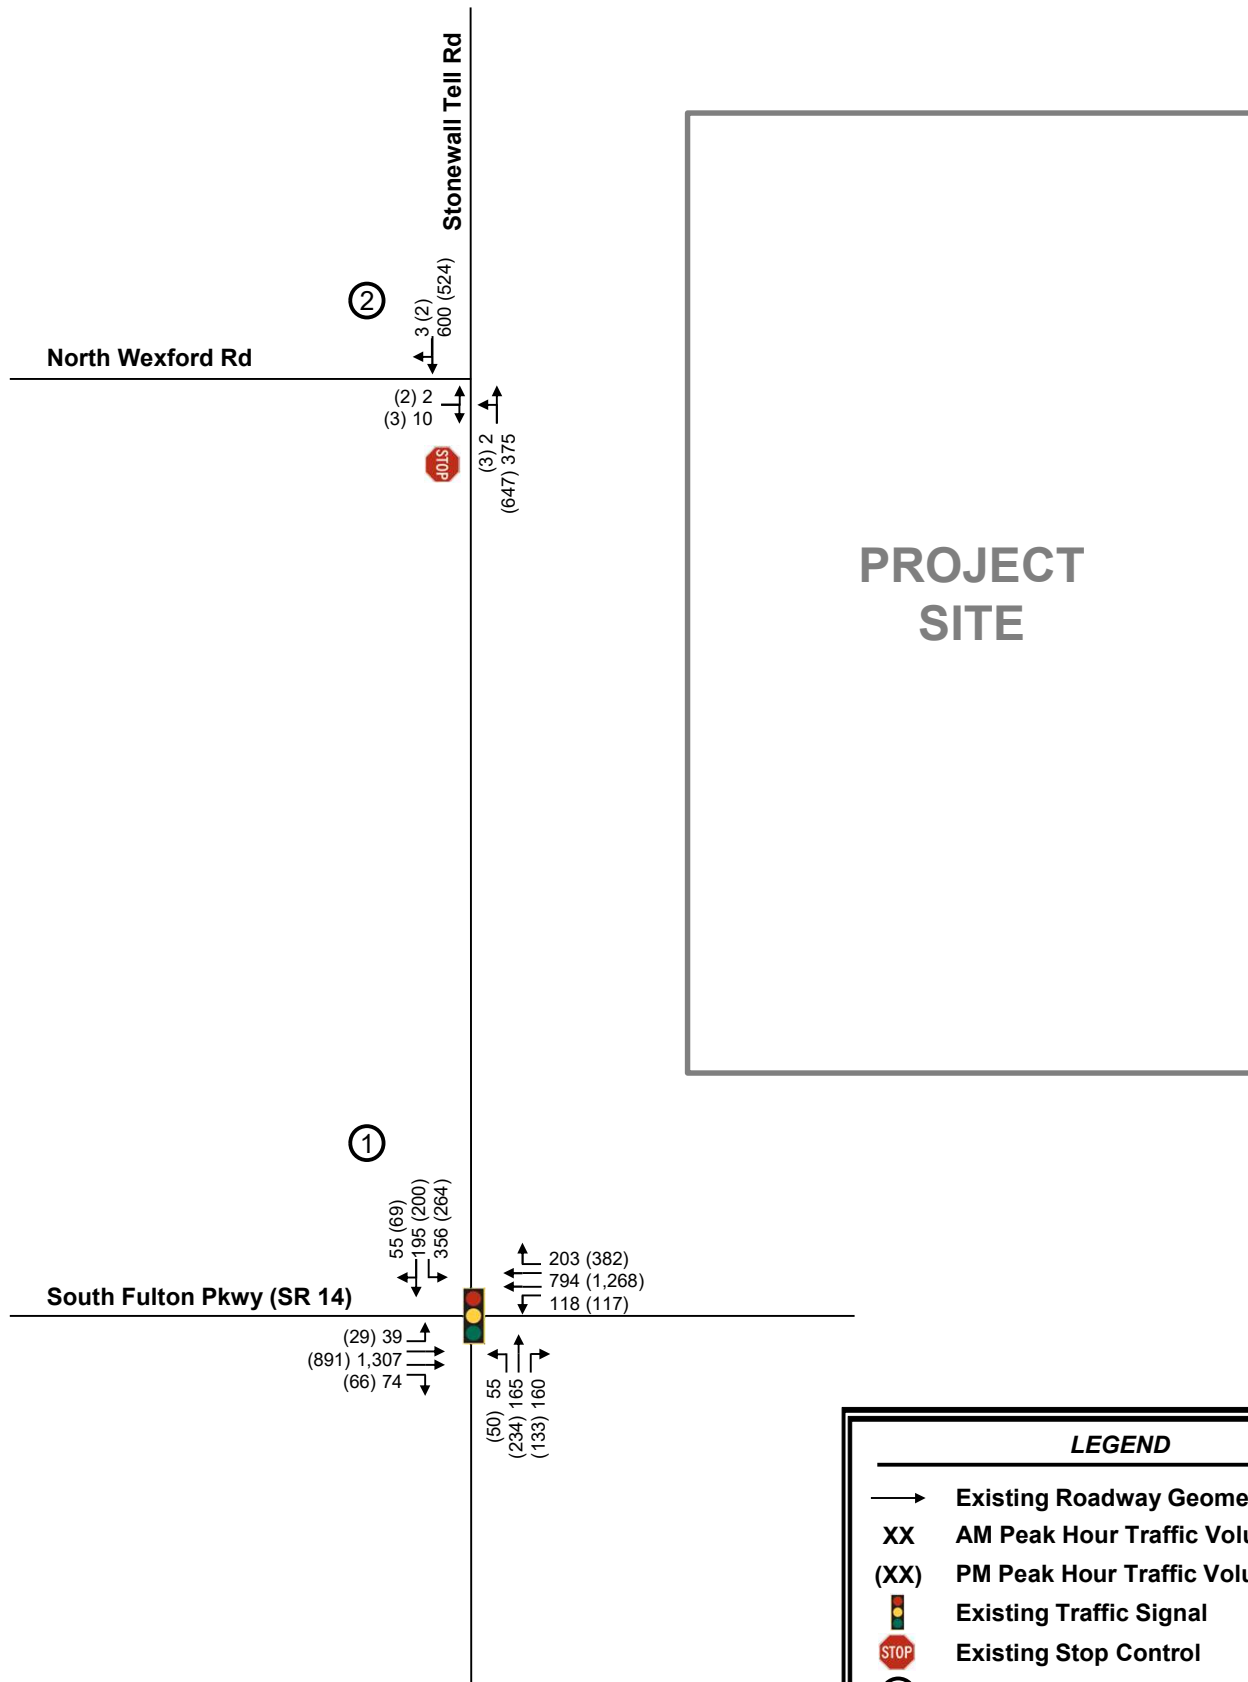 Stonewall Tell Rd
2
3 (2)
600 (524)
North Wexford Rd
(2) 2
(3) 10
STOP
(3) 2
(647) 375
PROJECT
SITE
1
55 (69)
195 (200)
356 (264)
203 (382)
794 (1,268)
118 (117)
South Fulton Pkwy (SR 14)
(29) 39
(891) 1,307
(66) 74
(50) 55
(234) 165
(133) 160
LEGEND
Existing Roadway
XX AM Peak Hour Traffic
(XX) PM Peak Hour Traffic
Existing Traffic Signal
STOP Existing Stop Control